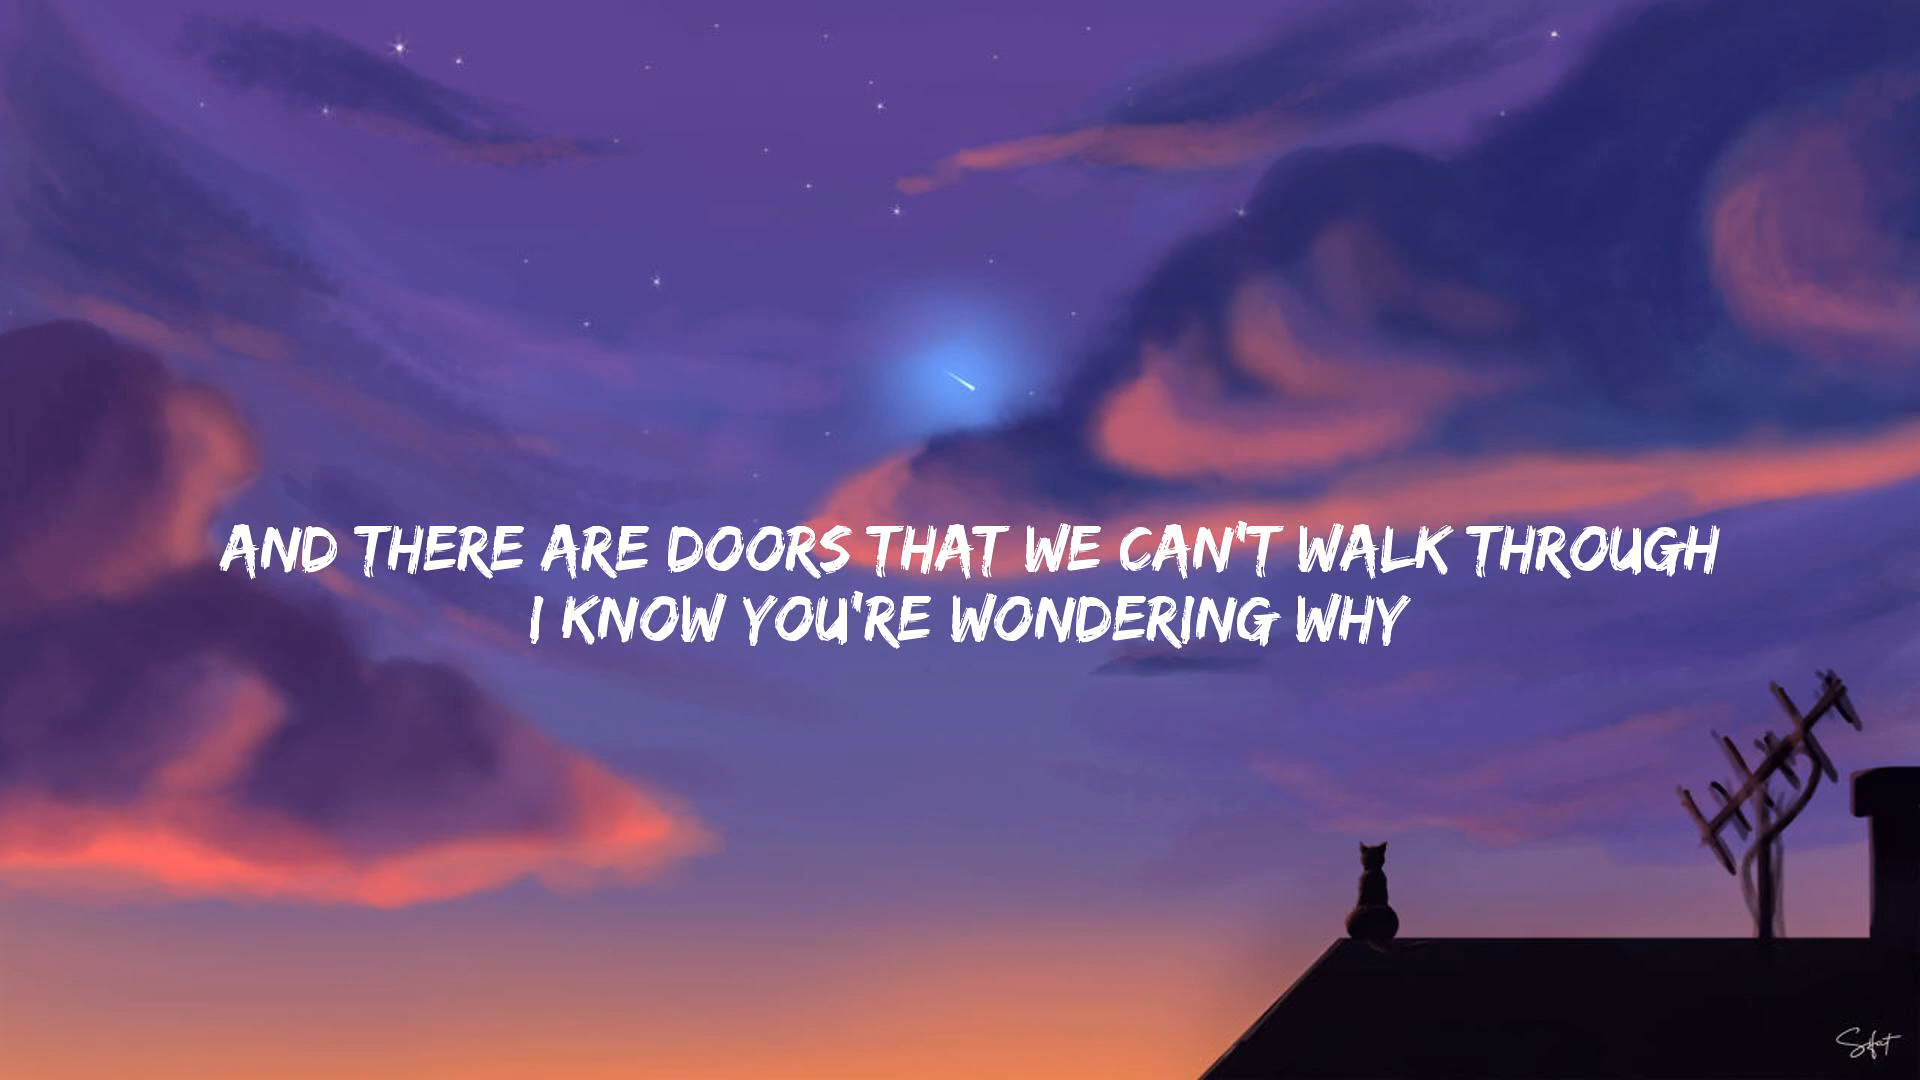 AND THERE ARE DOORS THAT WE CAN'T WALK THROUGH
I KNOW YOU'RE WONDERING WHY